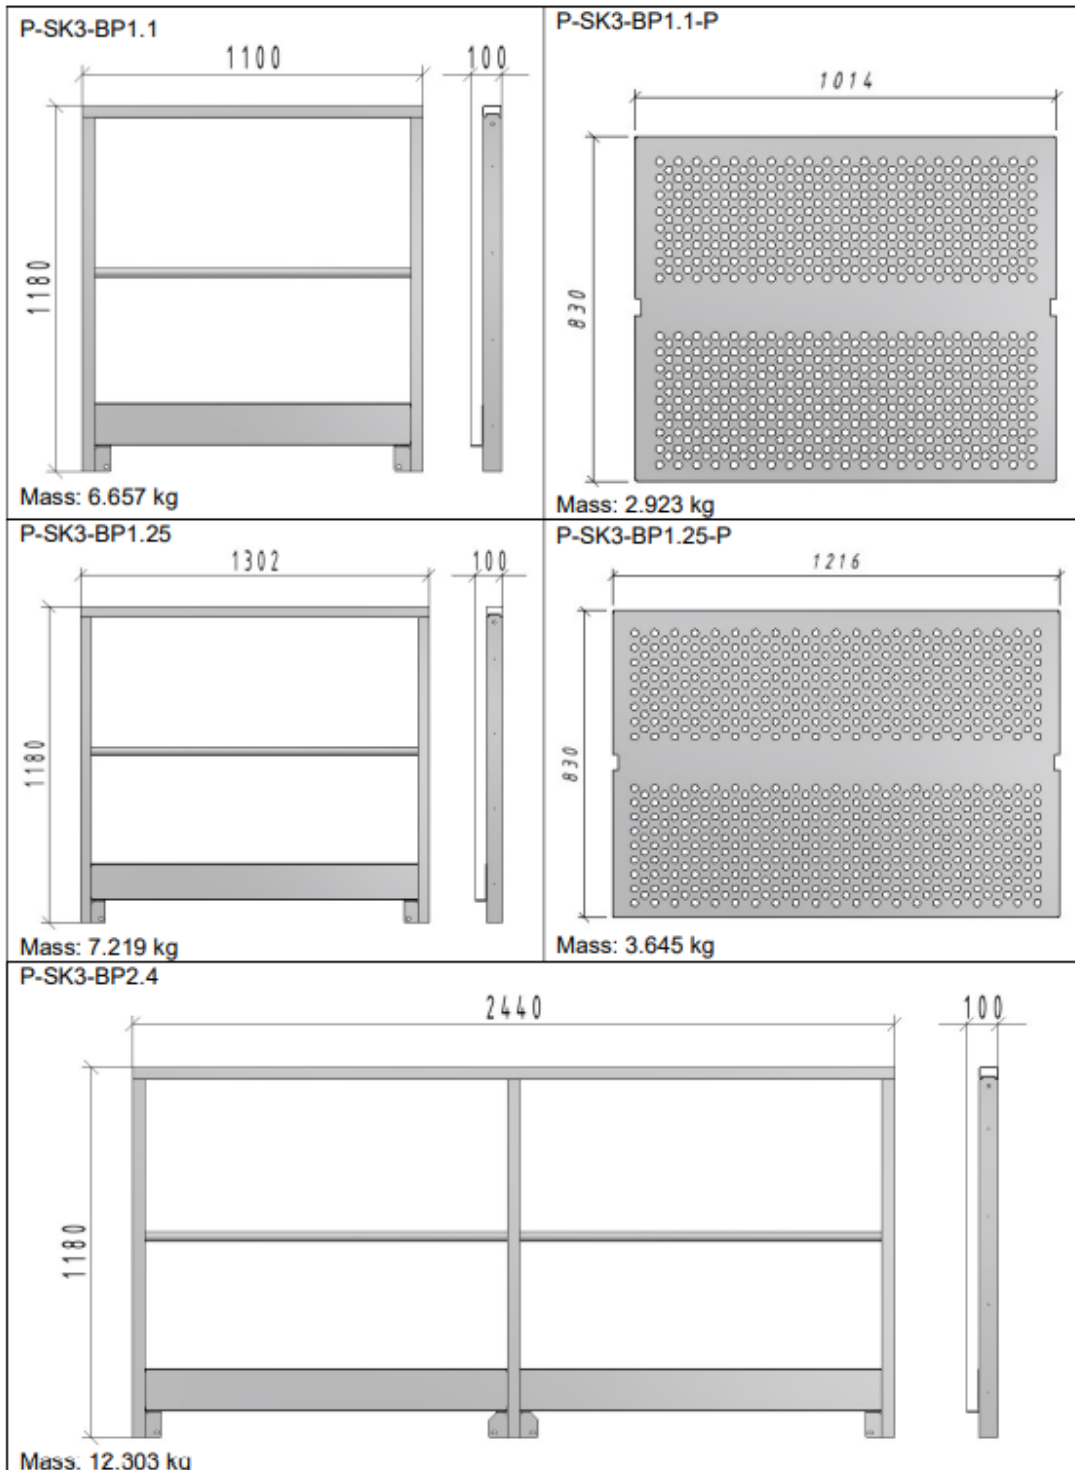 P-SK3-BP1.1
1100
100
1180
Mass: 6.657 kg
P-SK3-BP1.1-P
1014
830
Mass: 2.923 kg
P-SK3-BP1.25
1302
100
1180
Mass: 7.219 kg
P-SK3-BP1.25-P
1216
830
Mass: 3.645 kg
P-SK3-BP2.4
2440
100
1180
Mass: 12.303 kg